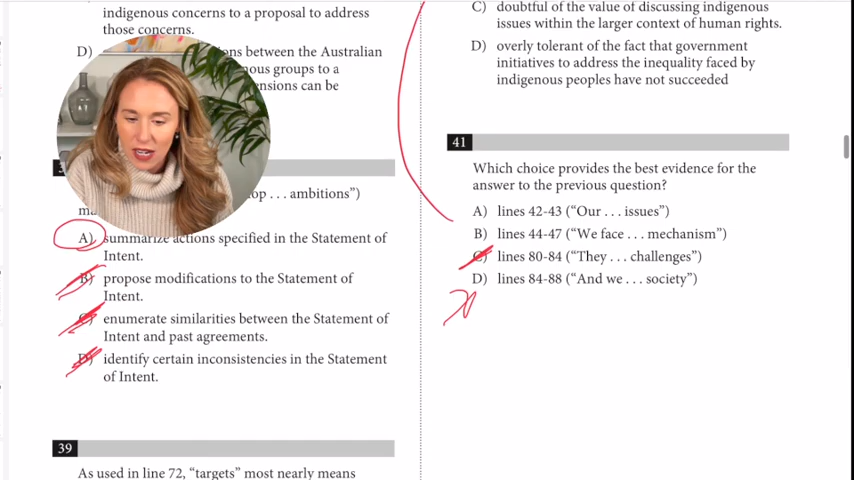 indigenous concerns to a proposal to address
those concerns.
D)
ns between the Australian
nous groups to a
ensions can be
op . . . ambitions”)
ma
A) summarize actions specified in the Statement of
Intent.
B) propose modifications to the Statement of
Intent.
C) enumerate similarities between the Statement of
Intent and past agreements.
D) identify certain inconsistencies in the Statement
of Intent.
39
As used in line 72, “targets” most nearly means
C) doubtful of the value of discussing indigenous
issues within the larger context of human rights.
D) overly tolerant of the fact that government
initiatives to address the inequality faced by
indigenous peoples have not succeeded
41
Which choice provides the best evidence for the
answer to the previous question?
A) lines 42-43 (“Our . . . issues”)
B) lines 44-47 (“We face . . . mechanism”)
C) lines 80-84 (“They . . . challenges”)
D) lines 84-88 (“And we . . . society”)